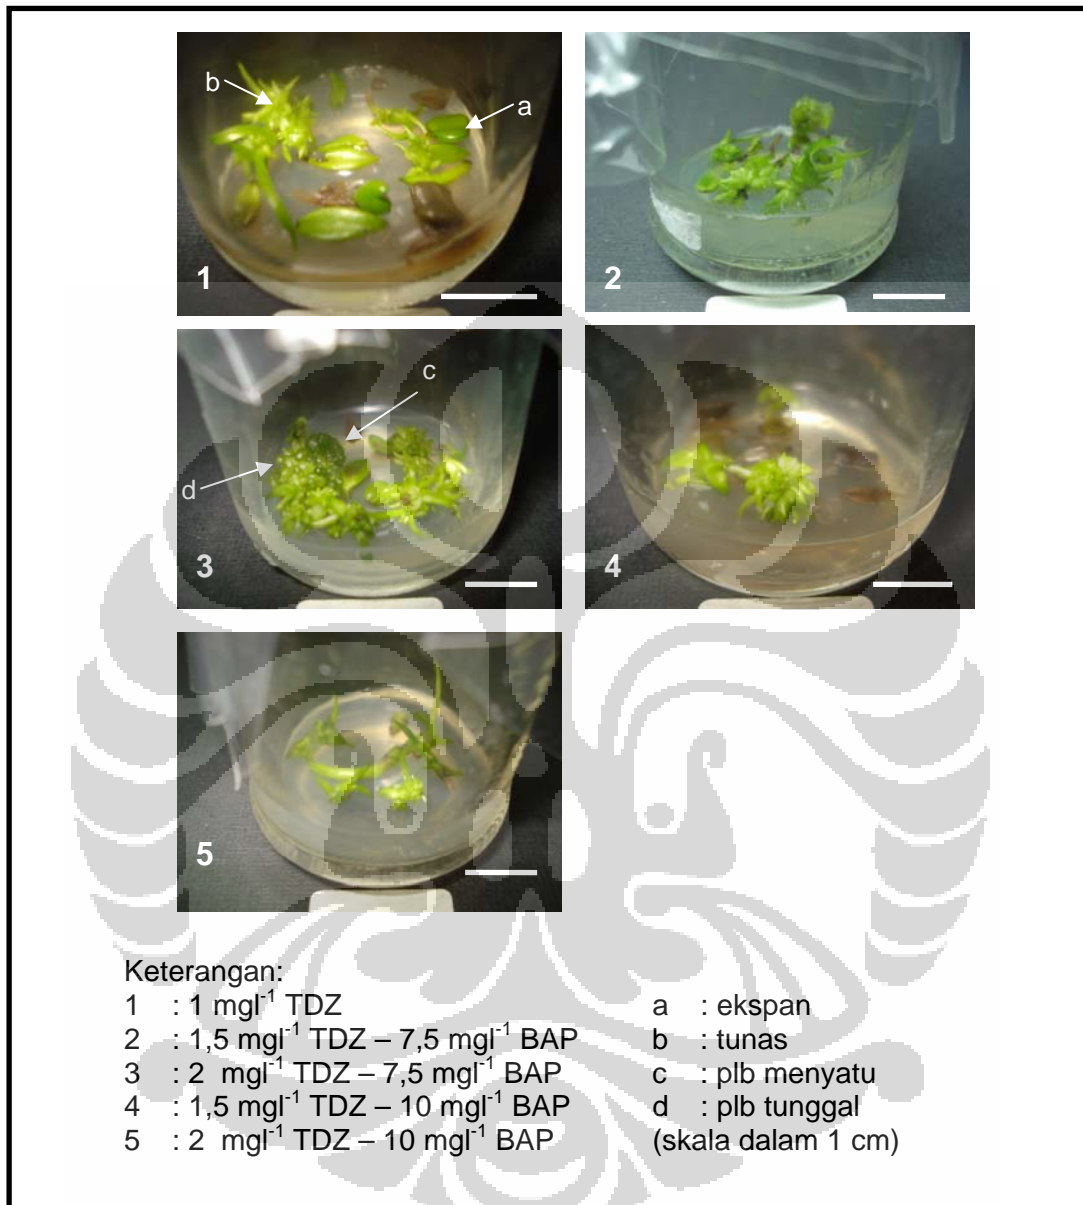 b
a
1
2
c
d
3
4
5
Keterangan:
1 : 1 mgl⁻¹ TDZ
2 : 1,5 mgl⁻¹ TDZ – 7,5 mgl⁻¹ BAP
3 : 2 mgl⁻¹ TDZ – 7,5 mgl⁻¹ BAP
4 : 1,5 mgl⁻¹ TDZ – 10 mgl⁻¹ BAP
5 : 2 mgl⁻¹ TDZ – 10 mgl⁻¹ BAP
a : ekspan
b : tunas
c : plb menyatu
d : plb tunggal
(skala dalam 1 cm)